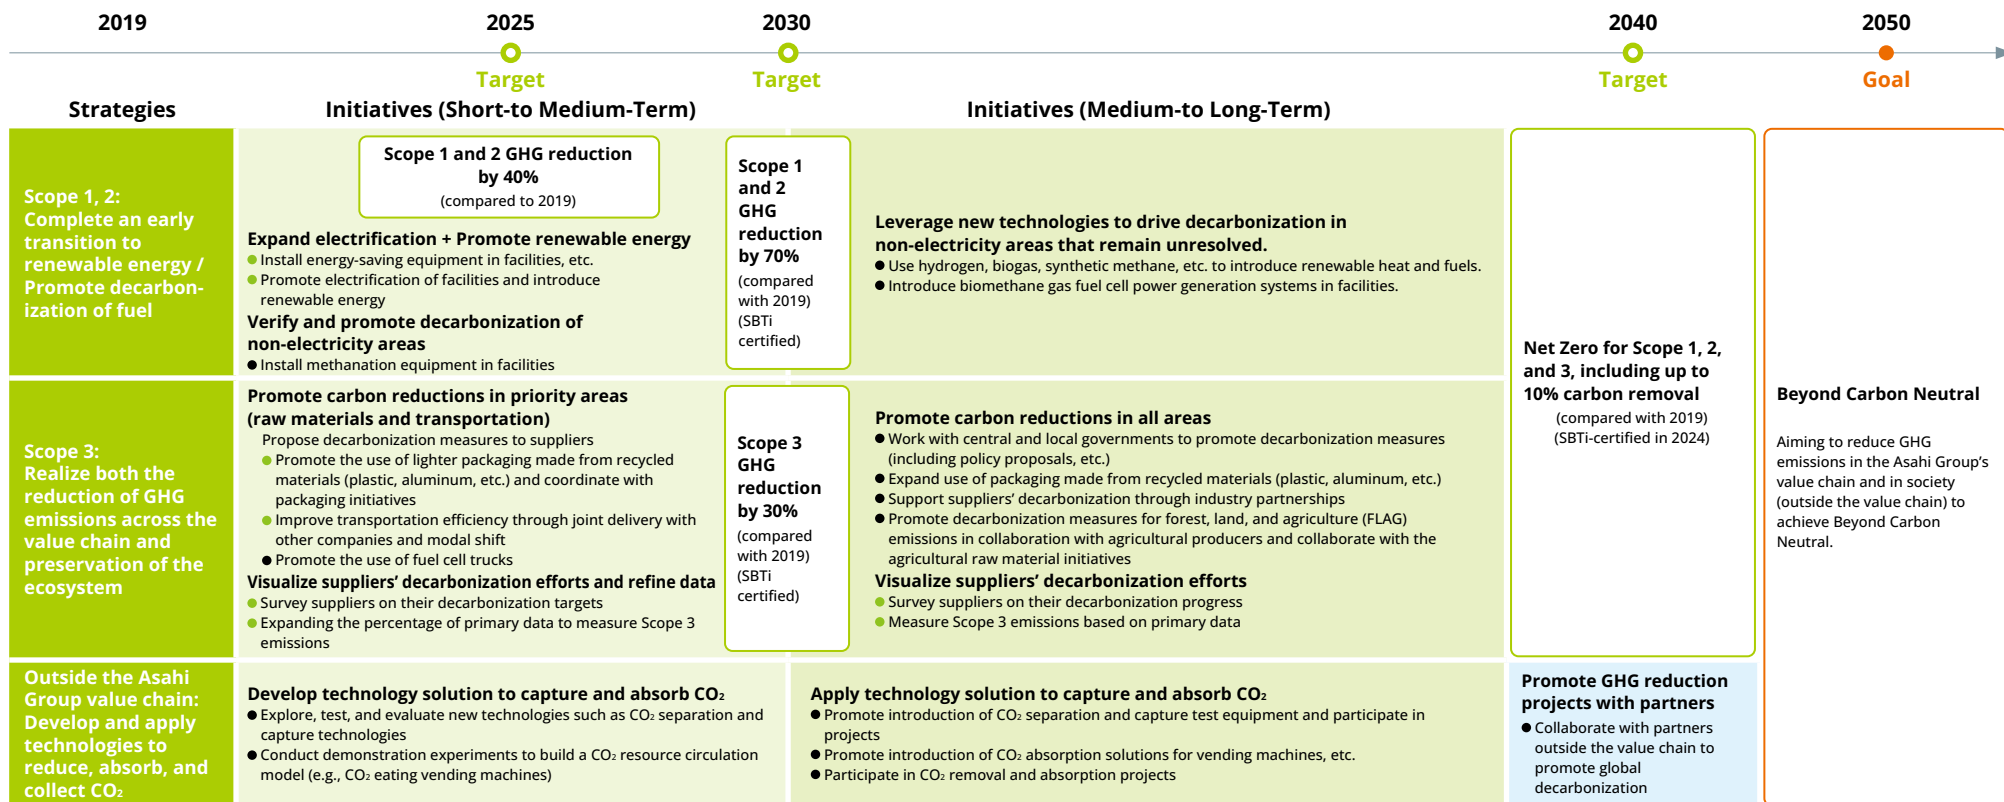 2019
2025
2030
2040
2050
Target
Target
Target
Goal
Strategies
Initiatives (Short-to Medium-Term)
Initiatives (Medium-to Long-Term)
Scope 1, 2:
Complete an early
transition to
renewable energy /
Promote decarbon-
ization of fuel
Scope 1 and 2 GHG reduction
by 40%
(compared to 2019)
Expand electrification + Promote renewable energy
● Install energy-saving equipment in facilities, etc.
● Promote electrification of facilities and introduce
renewable energy
Verify and promote decarbonization of
non-electricity areas
● Install methanation equipment in facilities
Scope 1
and 2
GHG
reduction
by 70%
(compared
with 2019)
(SBTi
certified)
Leverage new technologies to drive decarbonization in
non-electricity areas that remain unresolved.
● Use hydrogen, biogas, synthetic methane, etc. to introduce renewable heat and fuels.
● Introduce biomethane gas fuel cell power generation systems in facilities.
Scope 3:
Realize both the
reduction of GHG
emissions across the
value chain and
preservation of the
ecosystem
Promote carbon reductions in priority areas
(raw materials and transportation)
Propose decarbonization measures to suppliers
● Promote the use of lighter packaging made from recycled
materials (plastic, aluminum, etc.) and coordinate with
packaging initiatives
● Improve transportation efficiency through joint delivery with
other companies and modal shift
● Promote the use of fuel cell trucks
Visualize suppliers’ decarbonization efforts and refine data
● Survey suppliers on their decarbonization targets
● Expanding the percentage of primary data to measure Scope 3
emissions
Scope 3
GHG
reduction
by 30%
(compared
with 2019)
(SBTi
certified)
Promote carbon reductions in all areas
● Work with central and local governments to promote decarbonization measures
(including policy proposals, etc.)
● Expand use of packaging made from recycled materials (plastic, aluminum, etc.)
● Support suppliers’ decarbonization through industry partnerships
● Promote decarbonization measures for forest, land, and agriculture (FLAG)
emissions in collaboration with agricultural producers and collaborate with the
agricultural raw material initiatives
Visualize suppliers’ decarbonization efforts
● Survey suppliers on their decarbonization progress
● Measure Scope 3 emissions based on primary data
Net Zero for Scope 1, 2,
and 3, including up to
10% carbon removal
(compared with 2019)
(SBTi-certified in 2024)
Beyond Carbon Neutral
Aiming to reduce GHG
emissions in the Asahi Group’s
value chain and in society
(outside the value chain) to
achieve Beyond Carbon
Neutral.
Outside the Asahi
Group value chain:
Develop and apply
technologies to
reduce, absorb, and
collect CO₂
Develop technology solution to capture and absorb CO₂
● Explore, test, and evaluate new technologies such as CO₂ separation and
capture technologies
● Conduct demonstration experiments to build a CO₂ resource circulation
model (e.g., CO₂ eating vending machines)
Apply technology solution to capture and absorb CO₂
● Promote introduction of CO₂ separation and capture test equipment and participate in
projects
● Promote introduction of CO₂ absorption solutions for vending machines, etc.
● Participate in CO₂ removal and absorption projects
Promote GHG reduction
projects with partners
● Collaborate with partners
outside the value chain to
promote global
decarbonization